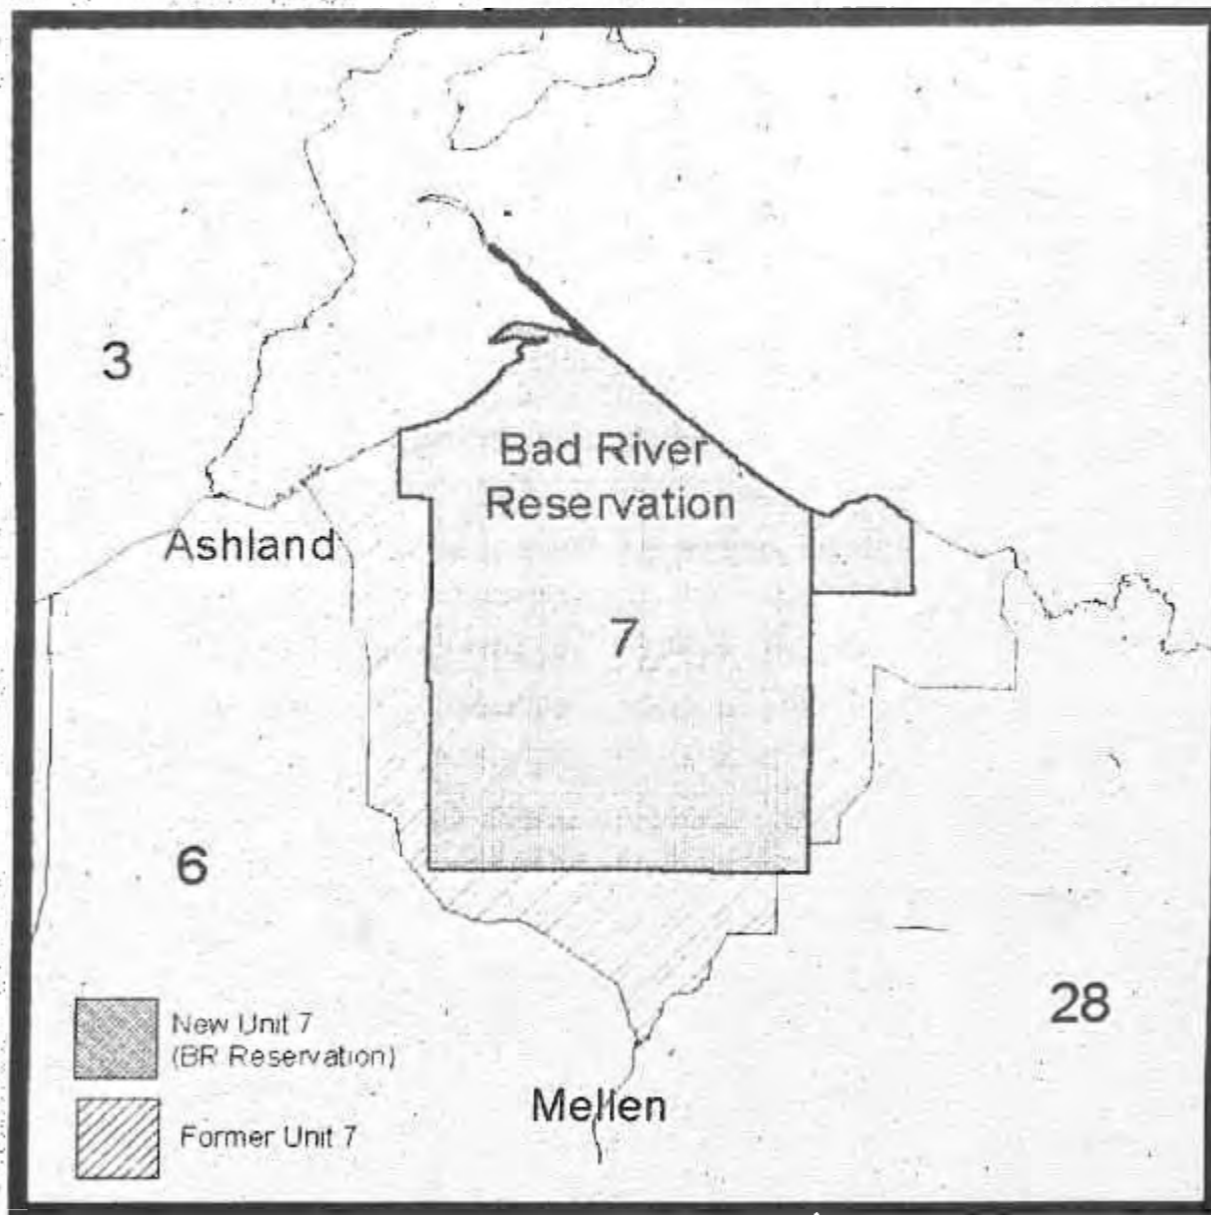 3
Bad River
Reservation
Ashland
7
6
28
New Unit 7
(BR Reservation)
Mellen
Former Unit 7